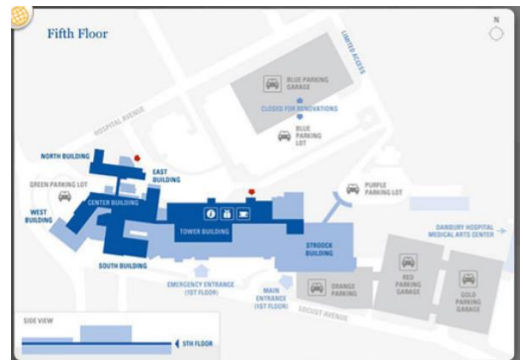 Fifth Floor
N
LIMITED ACCESS
BLUE PARKING
GARAGE
CLOSED FOR RENOVATIONS
BLUE
PARKING
LOT
HOSPITAL AVENUE
NORTH BUILDING
EAST
BUILDING
GREEN PARKING LOT
CENTER BUILDING
PURPLE
PARKING LOT
WEST
BUILDING
TOWER BUILDING
DANBURY HOSPITAL
MEDICAL ARTS CENTER
STROOCK
BUILDING
SOUTH BUILDING
EMERGENCY ENTRANCE
(1ST FLOOR)
MAIN
ENTRANCE
(1ST FLOOR)
ORANGE
PARKING
RED
PARKING
GARAGE
GOLD
PARKING
GARAGE
LOCUST AVENUE
SIDE VIEW
5TH FLOOR